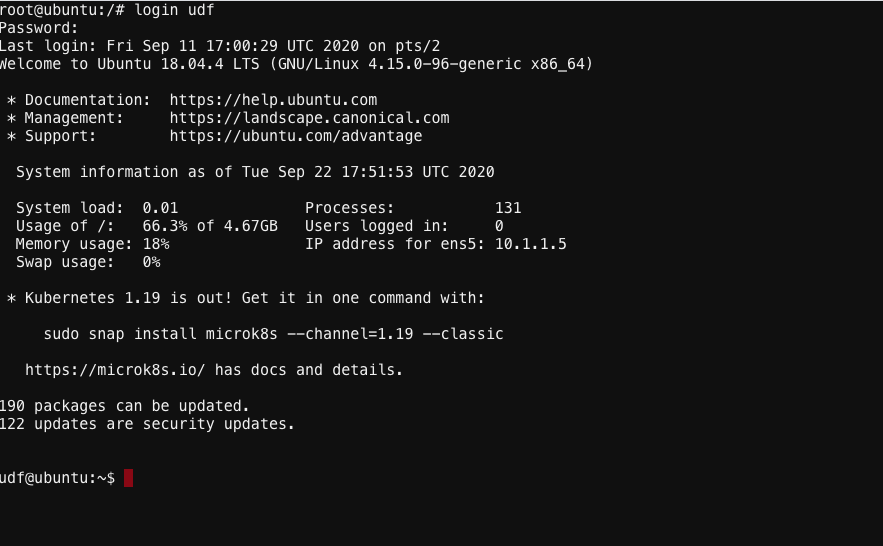 root@ubuntu:/# login udf
Password:
Last login: Fri Sep 11 17:00:29 UTC 2020 on pts/2
Welcome to Ubuntu 18.04.4 LTS (GNU/Linux 4.15.0-96-generic x86_64)
* Documentation:  https://help.ubuntu.com
* Management:     https://landscape.canonical.com
* Support:        https://ubuntu.com/advantage
System information as of Tue Sep 22 17:51:53 UTC 2020
System load:  0.01              Processes:           131
Usage of /:   66.3% of 4.67GB   Users logged in:     0
Memory usage: 18%               IP address for ens5: 10.1.1.5
Swap usage:   0%
* Kubernetes 1.19 is out! Get it in one command with:
sudo snap install microk8s --channel=1.19 --classic
https://microk8s.io/ has docs and details.
190 packages can be updated.
122 updates are security updates.
udf@ubuntu:~$